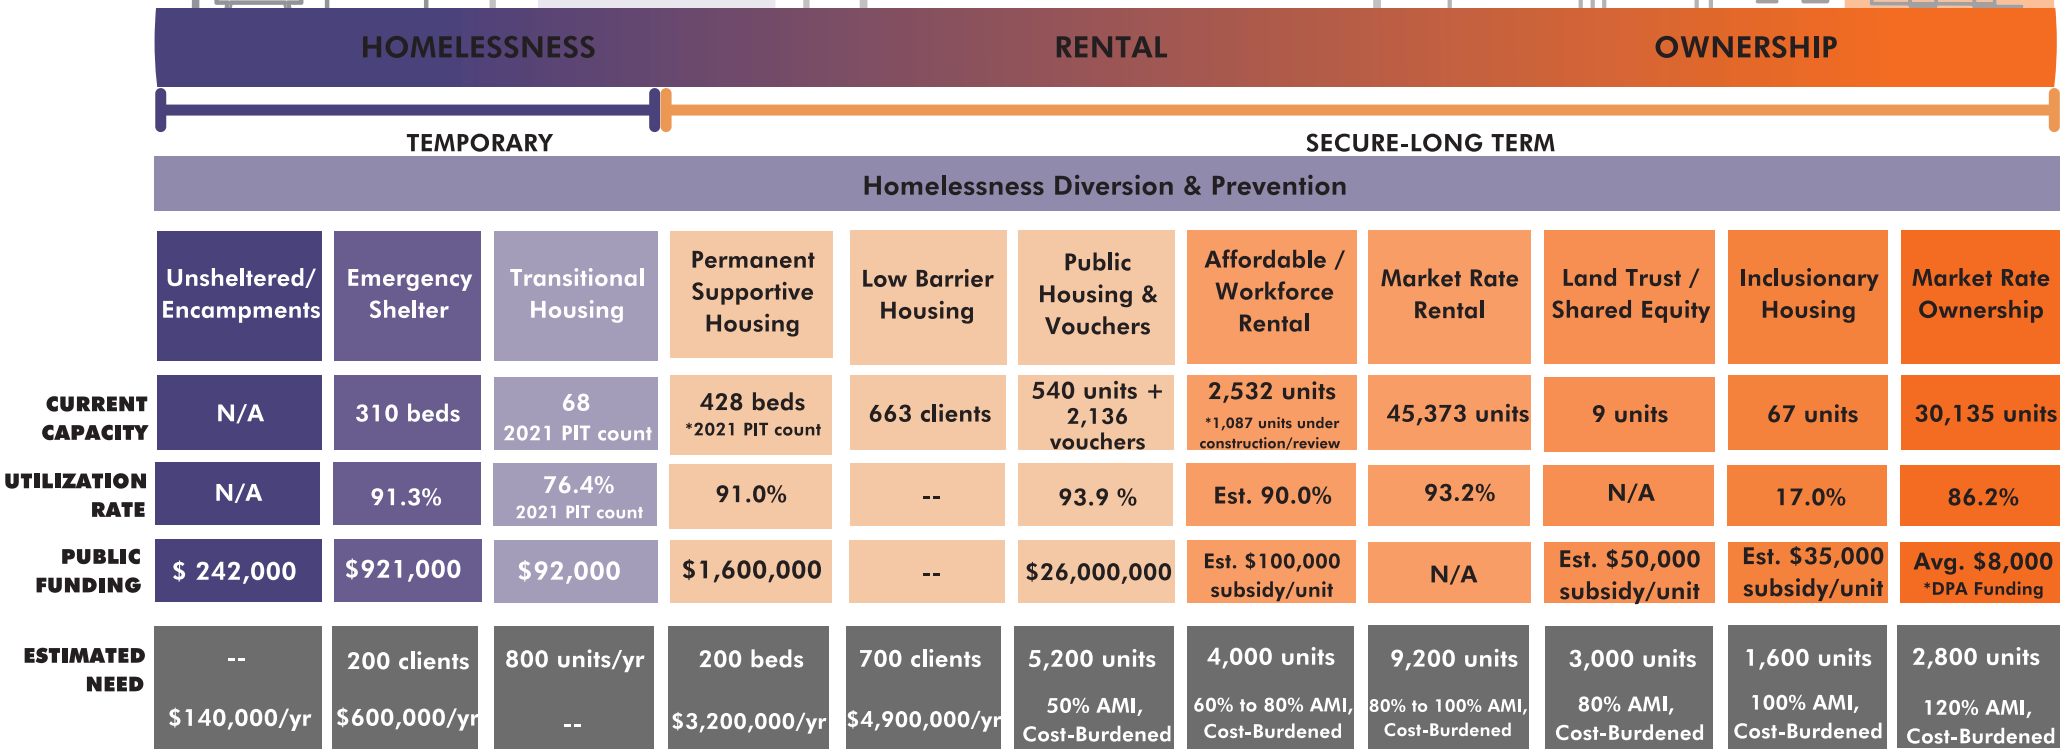 HOMELESSNESS
RENTAL
OWNERSHIP
TEMPORARY
SECURE-LONG TERM
Homelessness Diversion & Prevention
Unsheltered/
Encampments
Emergency
Shelter
Transitional
Housing
Permanent
Supportive
Housing
Low Barrier
Housing
Public
Housing &
Vouchers
Affordable /
Workforce
Rental
Market Rate
Rental
Land Trust /
Shared Equity
Inclusionary
Housing
Market Rate
Ownership
CURRENT
CAPACITY
N/A
310 beds
68
2021 PIT count
428 beds
*2021 PIT count
663 clients
540 units +
2,136
vouchers
2,532 units
*1,087 units under
construction/review
45,373 units
9 units
67 units
30,135 units
UTILIZATION
RATE
N/A
91.3%
76.4%
2021 PIT count
91.0%
--
93.9 %
Est. 90.0%
93.2%
N/A
17.0%
86.2%
PUBLIC
FUNDING
$ 242,000
$921,000
$92,000
$1,600,000
--
$26,000,000
Est. $100,000
subsidy/unit
N/A
Est. $50,000
subsidy/unit
Est. $35,000
subsidy/unit
Avg. $8,000
*DPA Funding
ESTIMATED
NEED
--
$140,000/yr
200 clients
$600,000/yr
800 units/yr
--
200 beds
$3,200,000/yr
700 clients
$4,900,000/yr
5,200 units
50% AMI,
Cost-Burdened
4,000 units
60% to 80% AMI,
Cost-Burdened
9,200 units
80% to 100% AMI,
Cost-Burdened
3,000 units
80% AMI,
Cost-Burdened
1,600 units
100% AMI,
Cost-Burdened
2,800 units
120% AMI,
Cost-Burdened